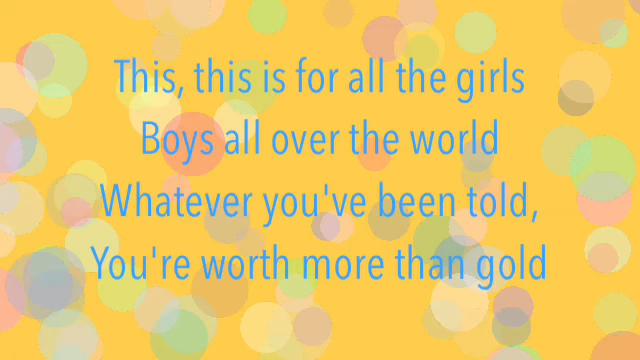 This, this is for all the girls
Boys all over the world
Whatever you've been told,
You're worth more than gold